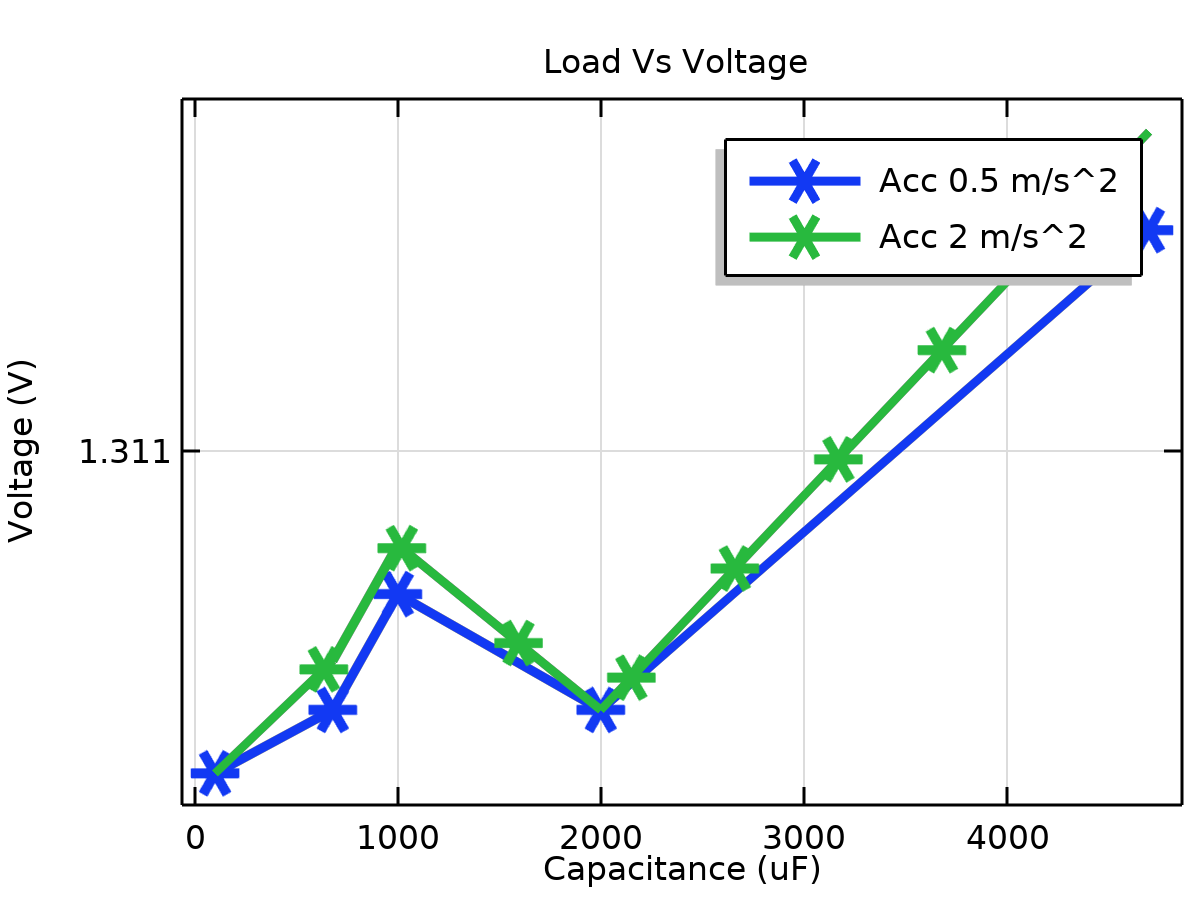 Load Vs Voltage
Acc 0.5 m/s^2
Acc 2 m/s^2
Voltage (V)
1.311
0 1000 2000 3000 4000
Capacitance (uF)